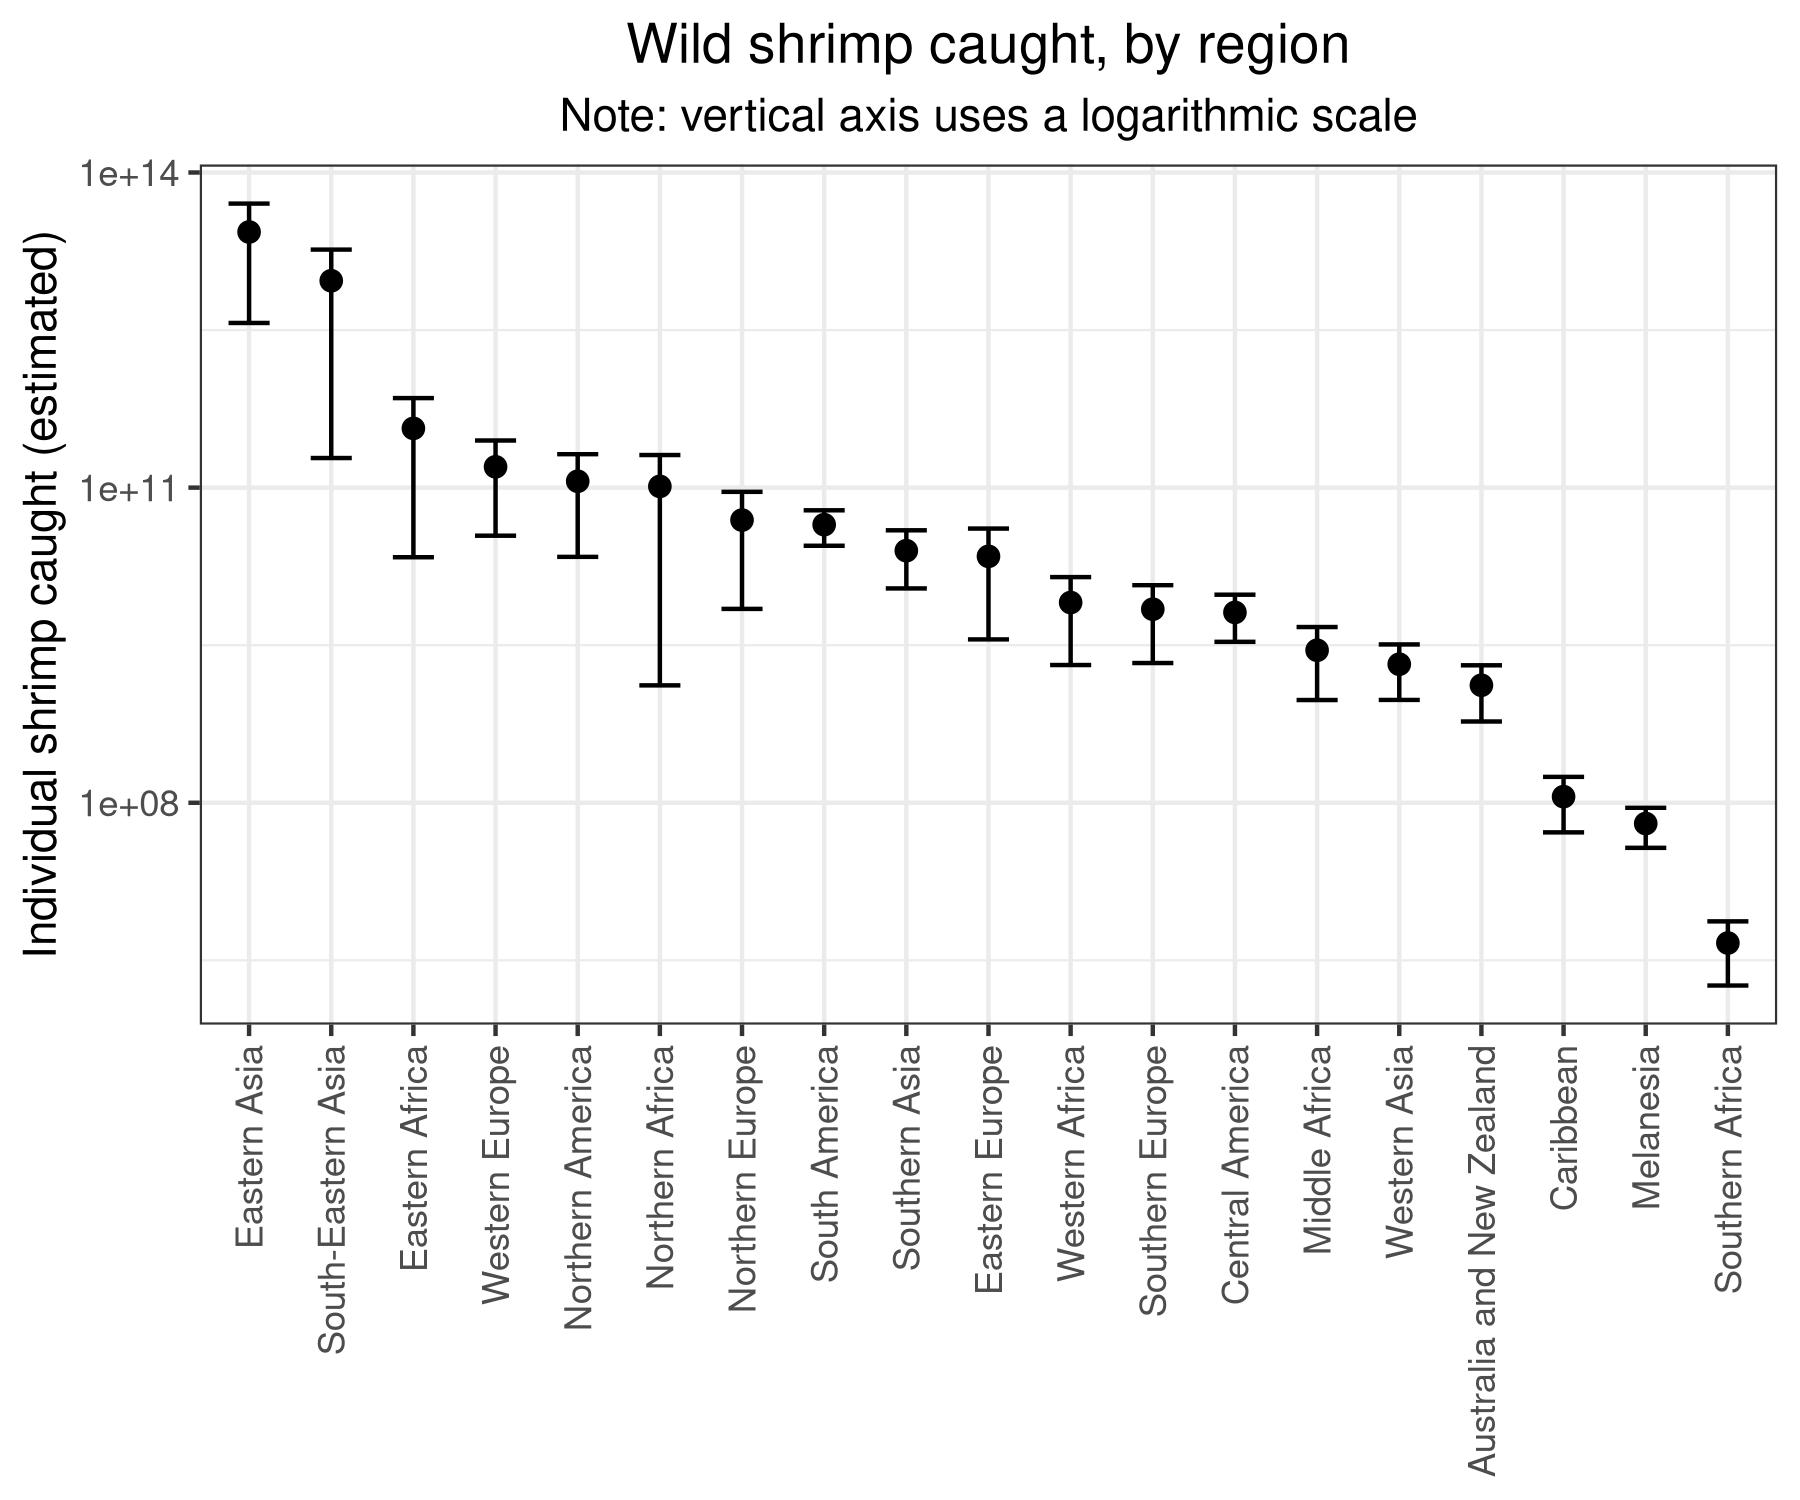 Wild shrimp caught, by region
Note: vertical axis uses a logarithmic scale
Individual shrimp caught (estimated)
1e+14
1e+11
1e+08
Eastern Asia
South-Eastern Asia
Eastern Africa
Western Europe
Northern America
Northern Africa
Northern Europe
South America
Southern Asia
Eastern Europe
Western Africa
Southern Europe
Central America
Middle Africa
Western Asia
Australia and New Zealand
Caribbean
Melanesia
Southern Africa